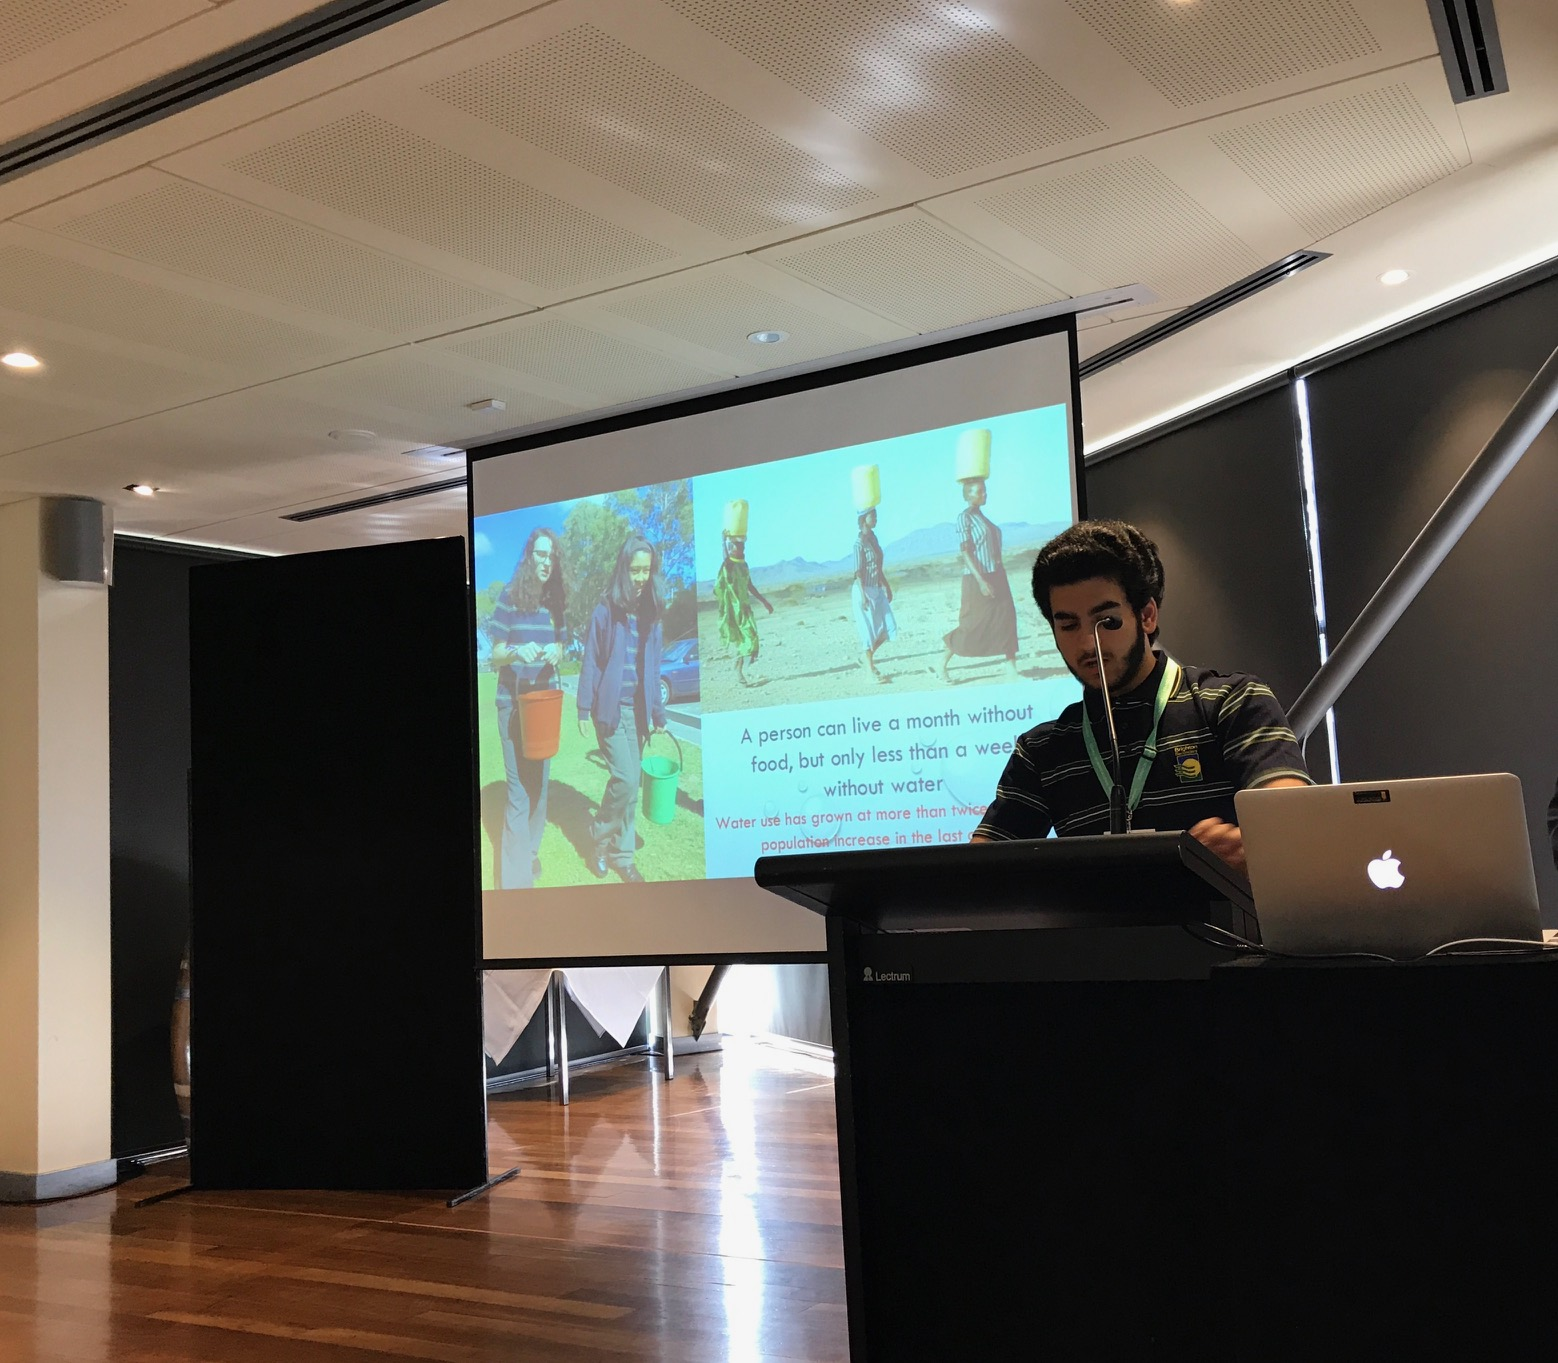 A person can live a month without
food, but only less than a week
without water
Water use has grown at more than twice
population increase in the last
Lectrum
Brighton